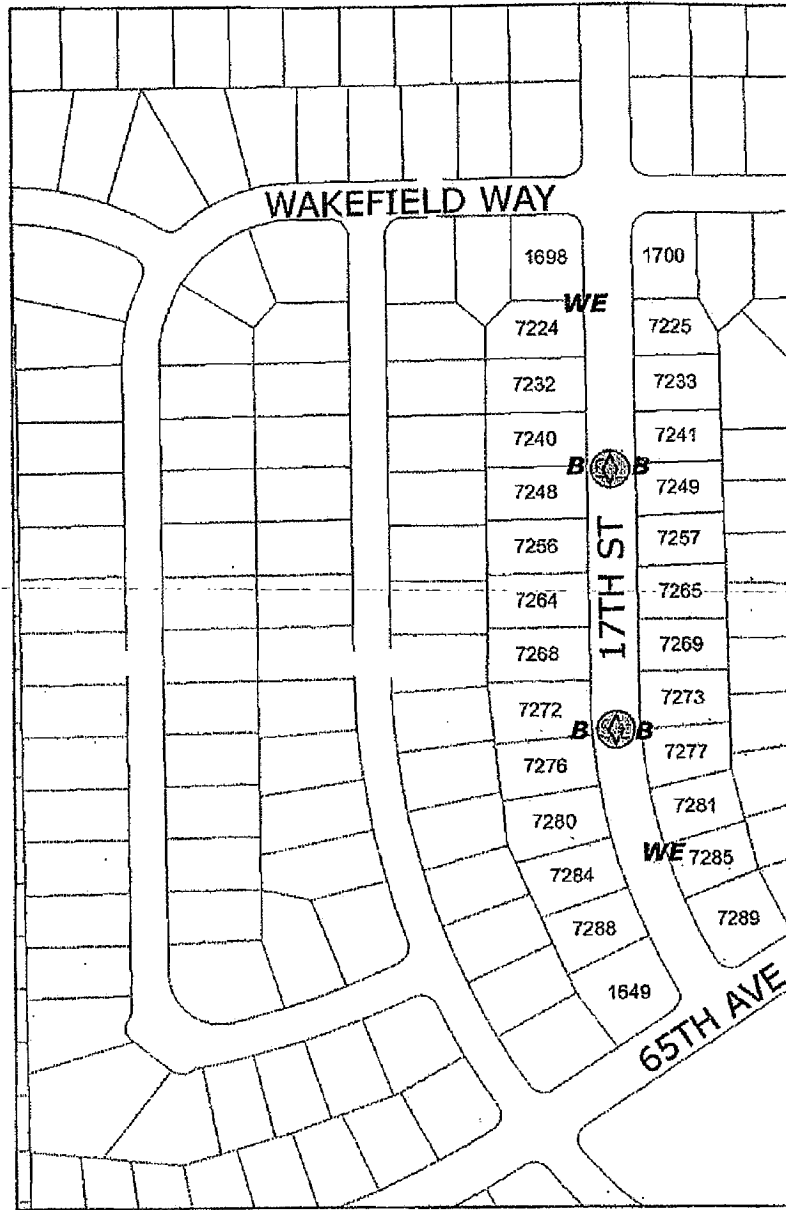 WAKEFIELD WAY
1698 1700
WE
7224 7225
7232 7233
7240 7241
B B
7248 7249
7256 7257
17TH ST
7264 7265
7268 7269
7272 7273
B B
7276 7277
7280 7281
WE
7284 7285
7288 7289
1649
65TH AVE